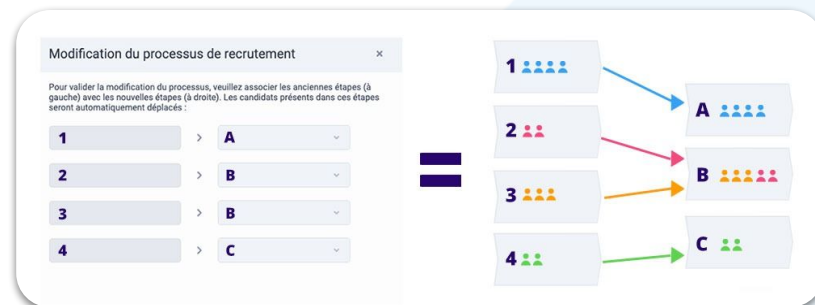 Modification du processus de recrutement ×
Pour valider la modification du processus, veuillez associer les anciennes étapes (à
gauche) avec les nouvelles étapes (à droite). Les candidats présents dans ces étapes
seront automatiquement déplacés :
1 > A
2 > B
3 > B
4 > C
=
1
2
3
4
A
B
C